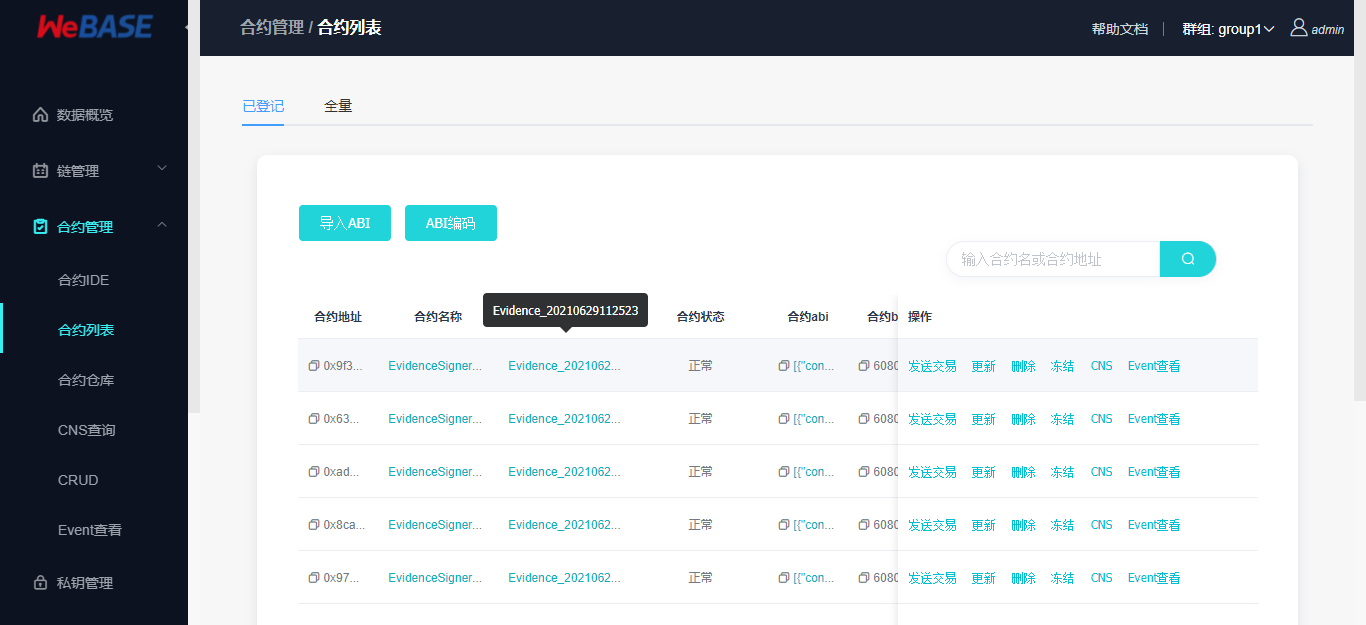 WeBASE
合约管理 / 合约列表
帮助文档
群组: group1
admin
数据概览
链管理
合约管理
合约IDE
合约列表
合约仓库
CNS查询
CRUD
Event查看
私钥管理
已登记 全量
导入ABI ABI编码
输入合约名或合约地址
Evidence_20210629112523
合约地址 合约名称 合约状态 合约abi 合约b 操作
0x9f3... EvidenceSigner... Evidence_2021062... 正常 [{"con... 6080 发送交易 更新 删除 冻结 CNS Event查看
0x63... EvidenceSigner... Evidence_2021062... 正常 [{"con... 6080 发送交易 更新 删除 冻结 CNS Event查看
0xad... EvidenceSigner... Evidence_2021062... 正常 [{"con... 6080 发送交易 更新 删除 冻结 CNS Event查看
0x8ca... EvidenceSigner... Evidence_2021062... 正常 [{"con... 6080 发送交易 更新 删除 冻结 CNS Event查看
0x97... EvidenceSigner... Evidence_2021062... 正常 [{"con... 6080 发送交易 更新 删除 冻结 CNS Event查看